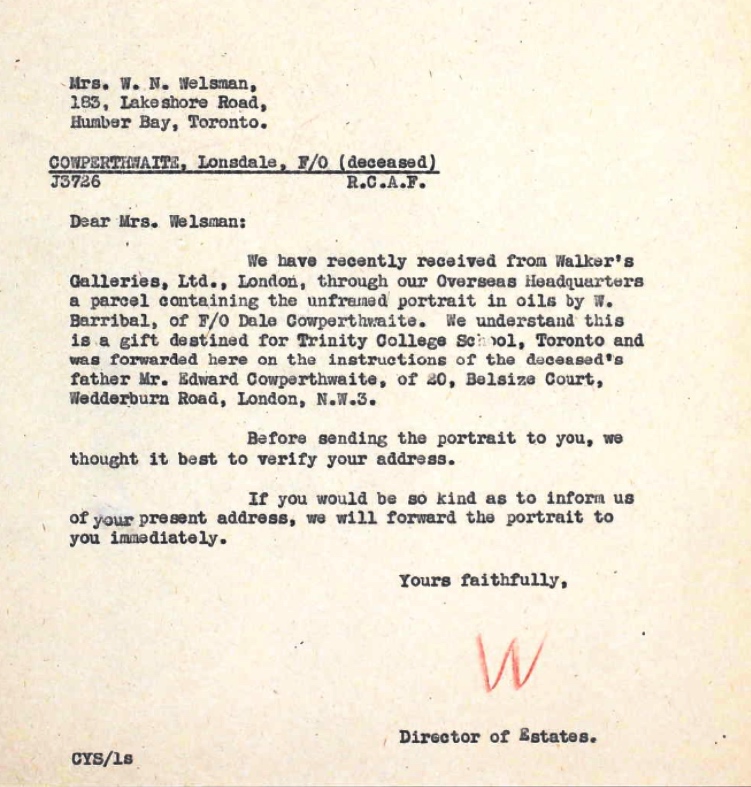 Mrs. W. N. Welsman,
183, Lakeshore Road,
Humber Bay, Toronto.
COWPERTHWAITE, Lonsdale, F/O (deceased)
J3726 R.C.A.F.
Dear Mrs. Welsman:
We have recently received from Walker's
Galleries, Ltd., London, through our Overseas Headquarters
a parcel containing the unframed portrait in oils by W.
Barribal, of F/O Dale Cowperthwaite. We understand this
is a gift destined for Trinity College School, Toronto and
was forwarded here on the instructions of the deceased's
father Mr. Edward Cowperthwaite, of 20, Belsize Court,
Wedderburn Road, London, N.W.3.
Before sending the portrait to you, we
thought it best to verify your address.
If you would be so kind as to inform us
of your present address, we will forward the portrait to
you immediately.
Yours faithfully,
W
Director of Estates.
CYS/ls